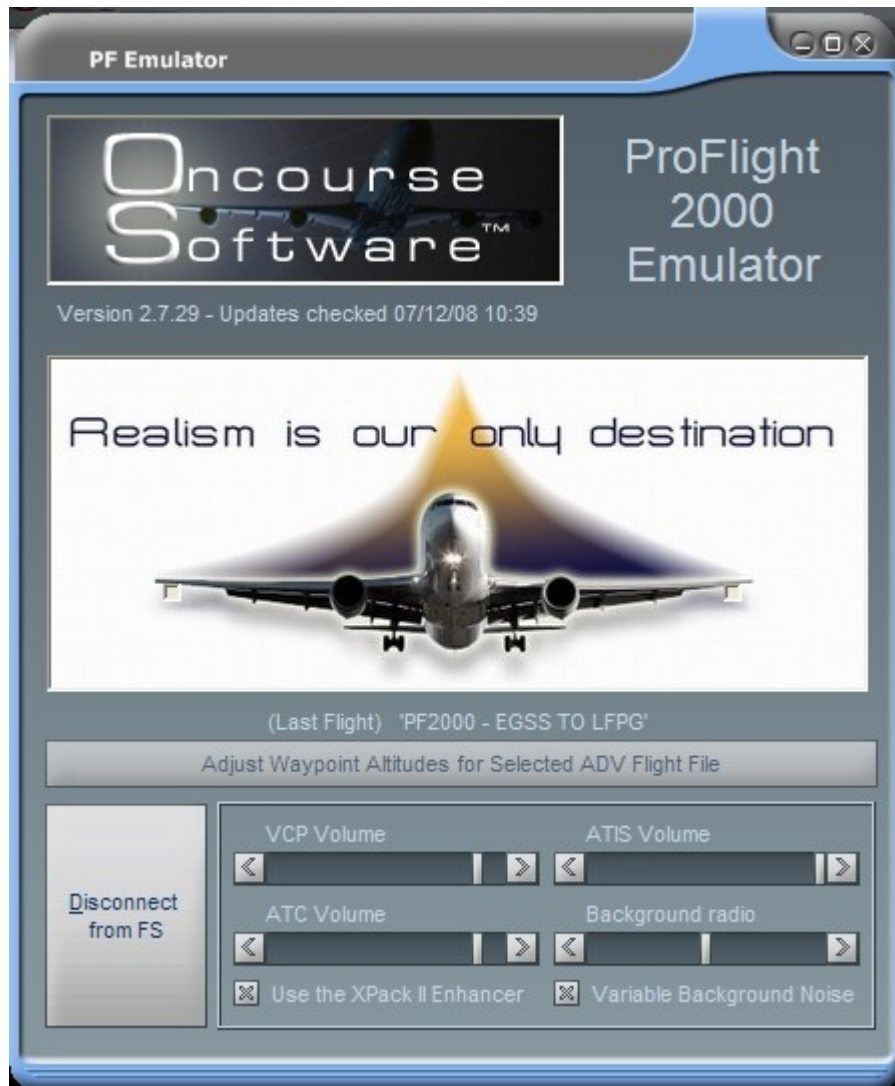 PF Emulator
Oncourse
Software™
ProFlight
2000
Emulator
Version 2.7.29 - Updates checked 07/12/08 10:39
Realism is our only destination
(Last Flight) 'PF2000 - EGSS TO LFPG'
Adjust Waypoint Altitudes for Selected ADV Flight File
Disconnect
from FS
VCP Volume
ATIS Volume
ATC Volume
Background radio
Use the XPack II Enhancer
Variable Background Noise